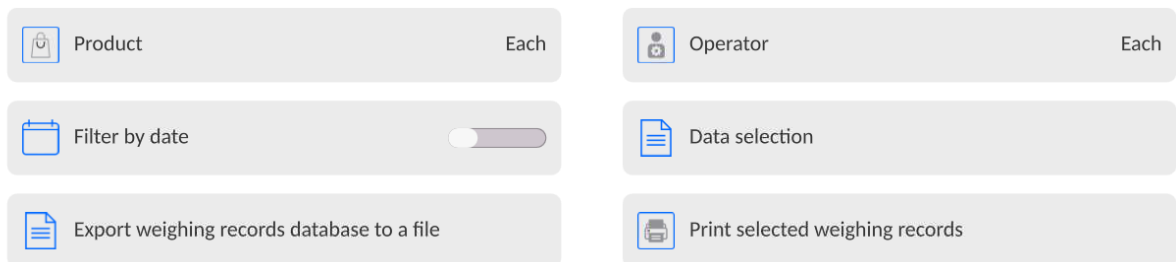 Product Each
Operator Each
Filter by date
Data selection
Export weighing records database to a file
Print selected weighing records